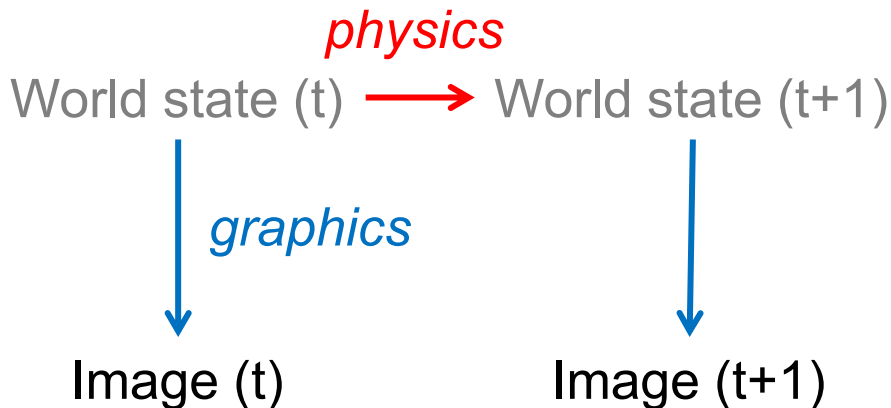 physics
World state (t) World state (t+1)
graphics
Image (t) Image (t+1)